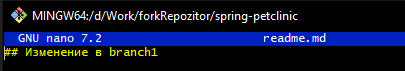 MINGW64:/d/Work/forkRepozitor/spring-petclinic
GNU nano 7.2 readme.md
## Изменение в branch1